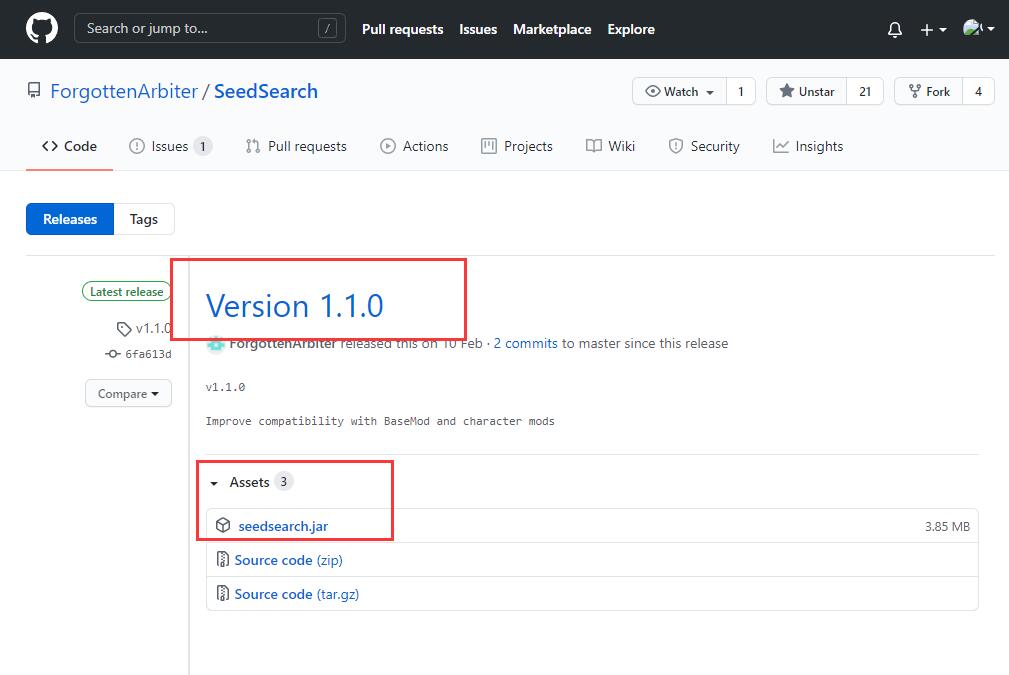 Search or jump to... /
Pull requests Issues Marketplace Explore
ForgottenArbiter / SeedSearch
Watch 1 Unstar 21 Fork 4
Code Issues 1 Pull requests Actions Projects Wiki Security Insights
Releases Tags
Latest release
v1.1.0
6fa613d
Compare
Version 1.1.0
ForgottenArbiter released this on 10 Feb · 2 commits to master since this release
v1.1.0
Improve compatibility with BaseMod and character mods
Assets 3
seedsearch.jar 3.85 MB
Source code (zip)
Source code (tar.gz)